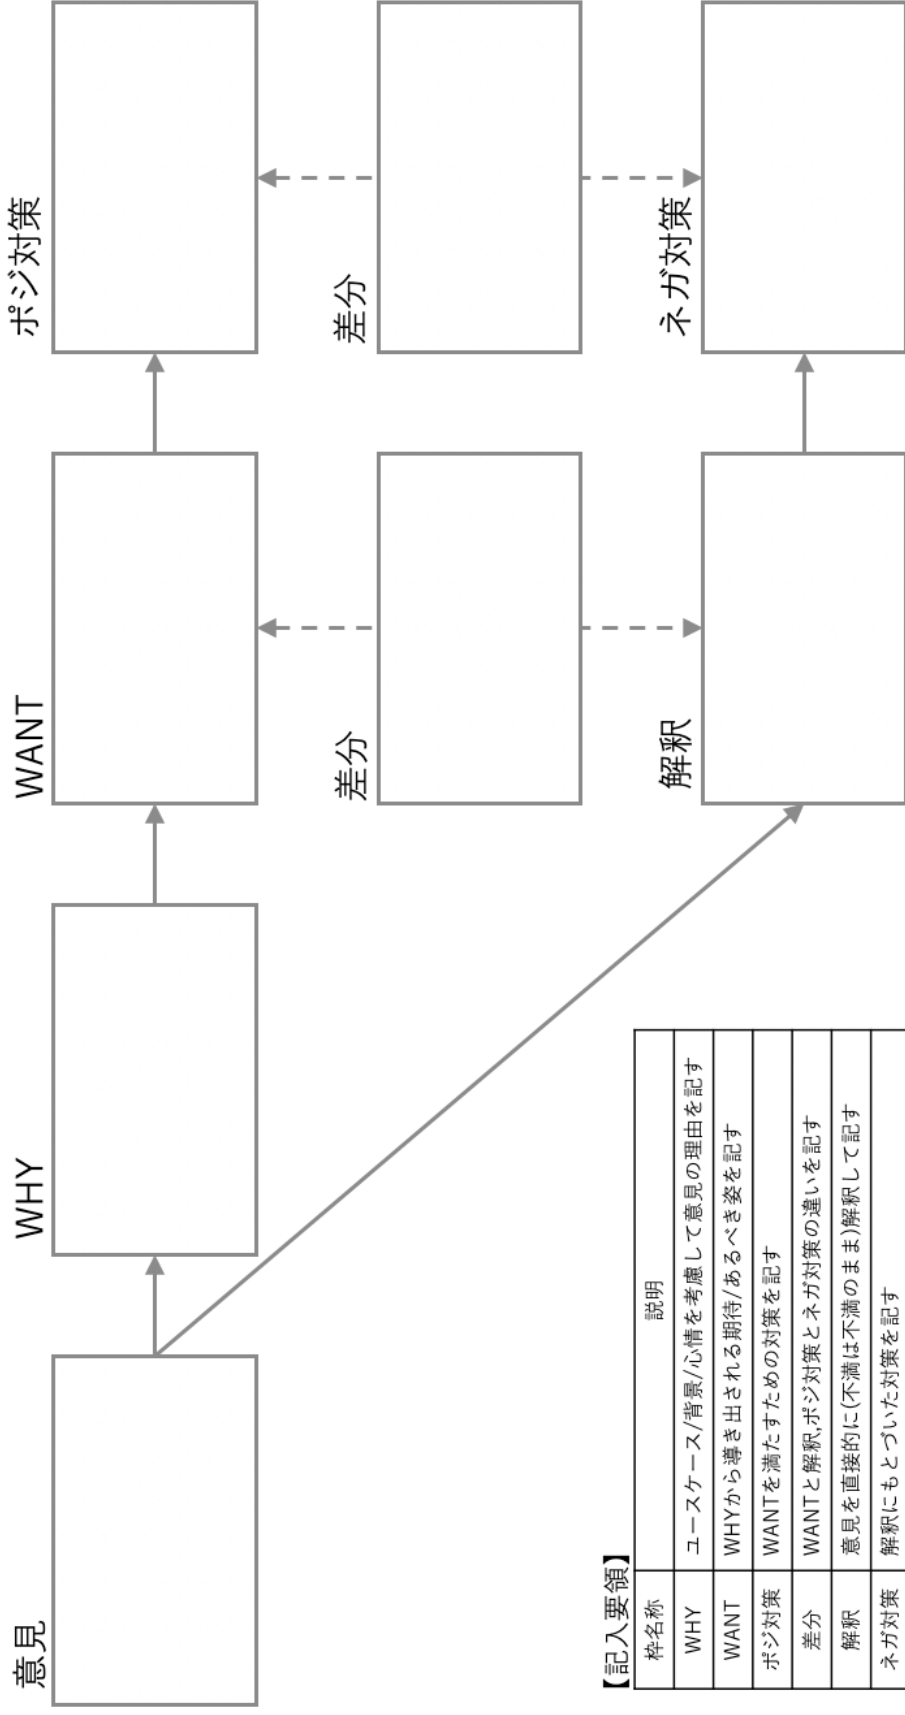 意見
WHY
WANT
ポジ対策
差分
差分
解釈
ネガ対策
【記入要領】
枠名称 説明
WHY ユースケース/背景/心情を考慮して意見の理由を記す
WANT WHYから導き出される期待/あるべき姿を記す
ポジ対策 WANTを満たすための対策を記す
差分 WANTと解釈,ポジ対策とネガ対策の違いを記す
解釈 意見を直接的に(不満は不満のまま)解釈して記す
ネガ対策 解釈にもとづいた対策を記す